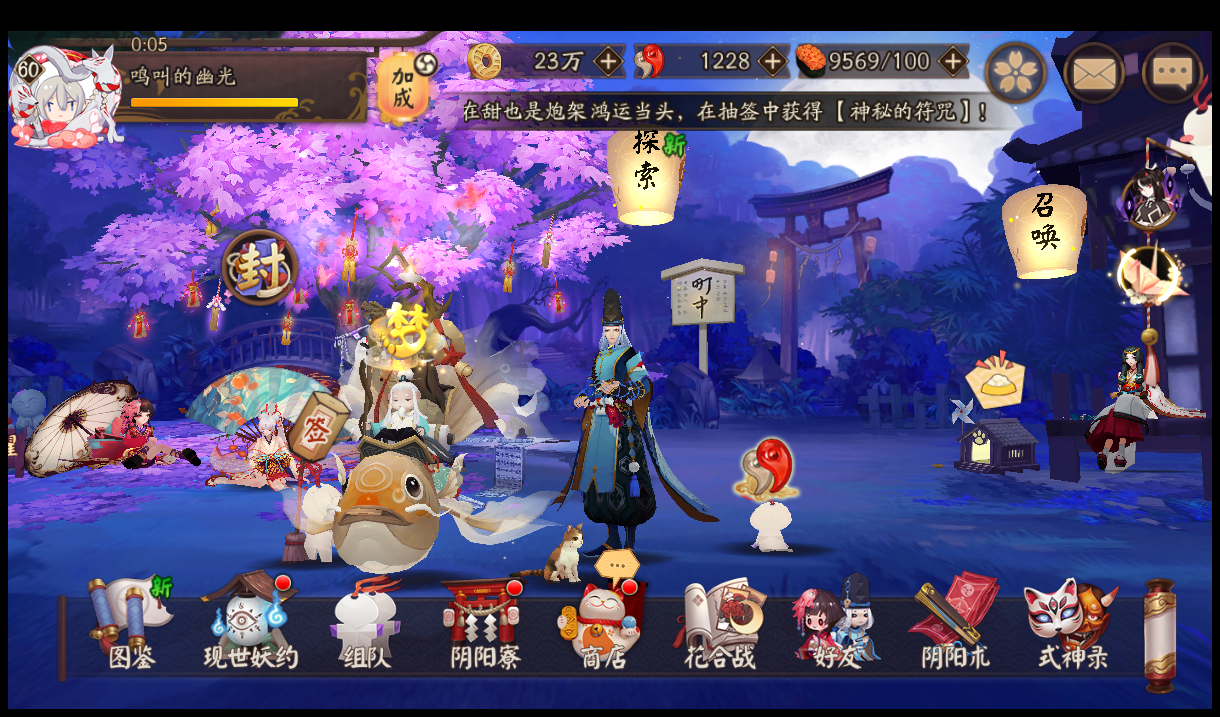 0:05
60
鸣叫的幽光
加成
23万
1228
9569/100
在甜也是炮架鸿运当头，在抽签中获得【神秘的符咒】！
探索
新
召唤
封
町中
梦
签
新
图鉴
现世妖约
组队
阴阳寮
商店
花合战
好友
阴阳术
式神录